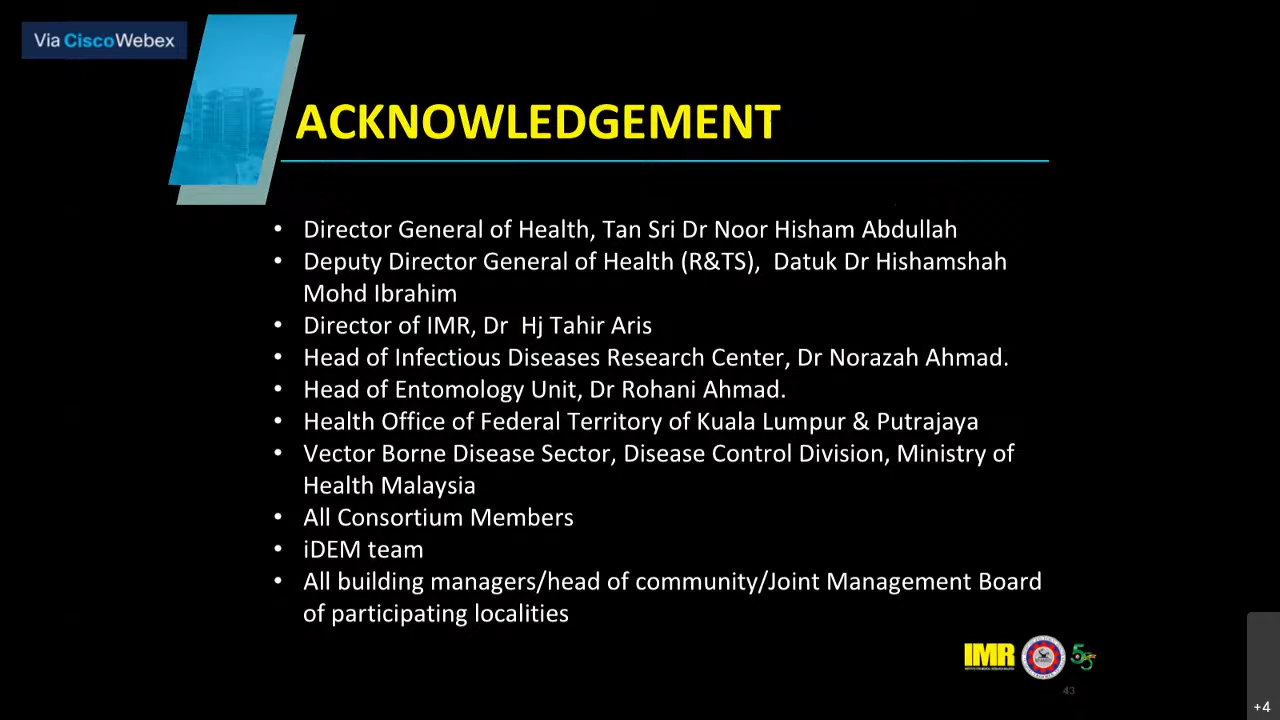 Via CiscoWebex
ACKNOWLEDGEMENT
• Director General of Health, Tan Sri Dr Noor Hisham Abdullah
• Deputy Director General of Health (R&TS),  Datuk Dr Hishamshah
Mohd Ibrahim
• Director of IMR, Dr  Hj Tahir Aris
• Head of Infectious Diseases Research Center, Dr Norazah Ahmad.
• Head of Entomology Unit, Dr Rohani Ahmad.
• Health Office of Federal Territory of Kuala Lumpur & Putrajaya
• Vector Borne Disease Sector, Disease Control Division, Ministry of
Health Malaysia
• All Consortium Members
• iDEM team
• All building managers/head of community/Joint Management Board
of participating localities
IMR
43
+4